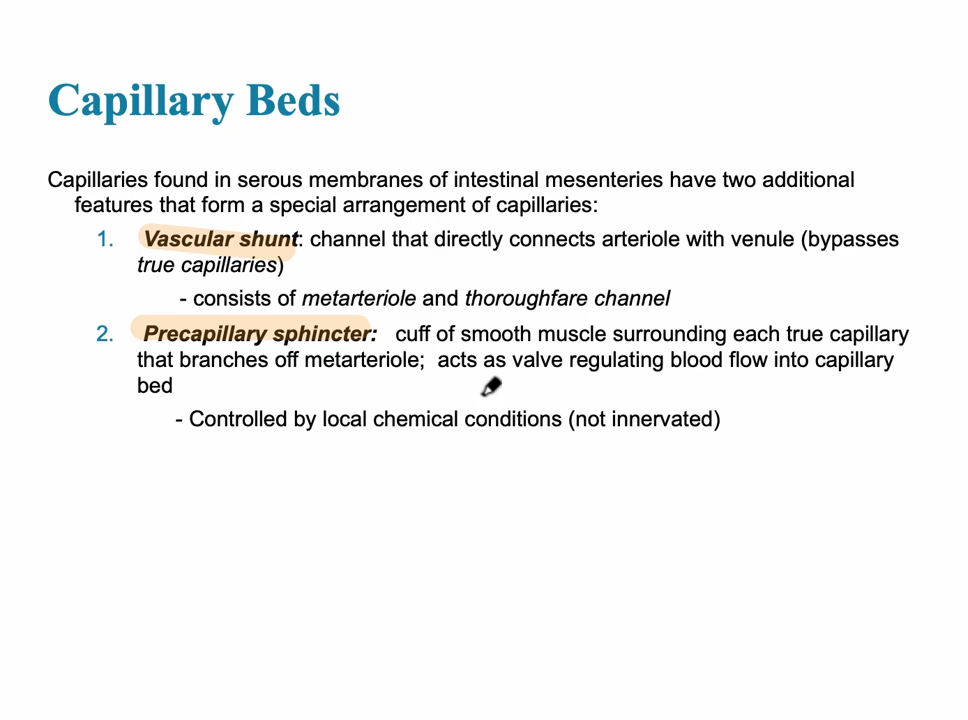 Capillary Beds
Capillaries found in serous membranes of intestinal mesenteries have two additional
features that form a special arrangement of capillaries:
1. Vascular shunt: channel that directly connects arteriole with venule (bypasses
true capillaries)
- consists of metarteriole and thoroughfare channel
2. Precapillary sphincter: cuff of smooth muscle surrounding each true capillary
that branches off metarteriole; acts as valve regulating blood flow into capillary
bed
- Controlled by local chemical conditions (not innervated)